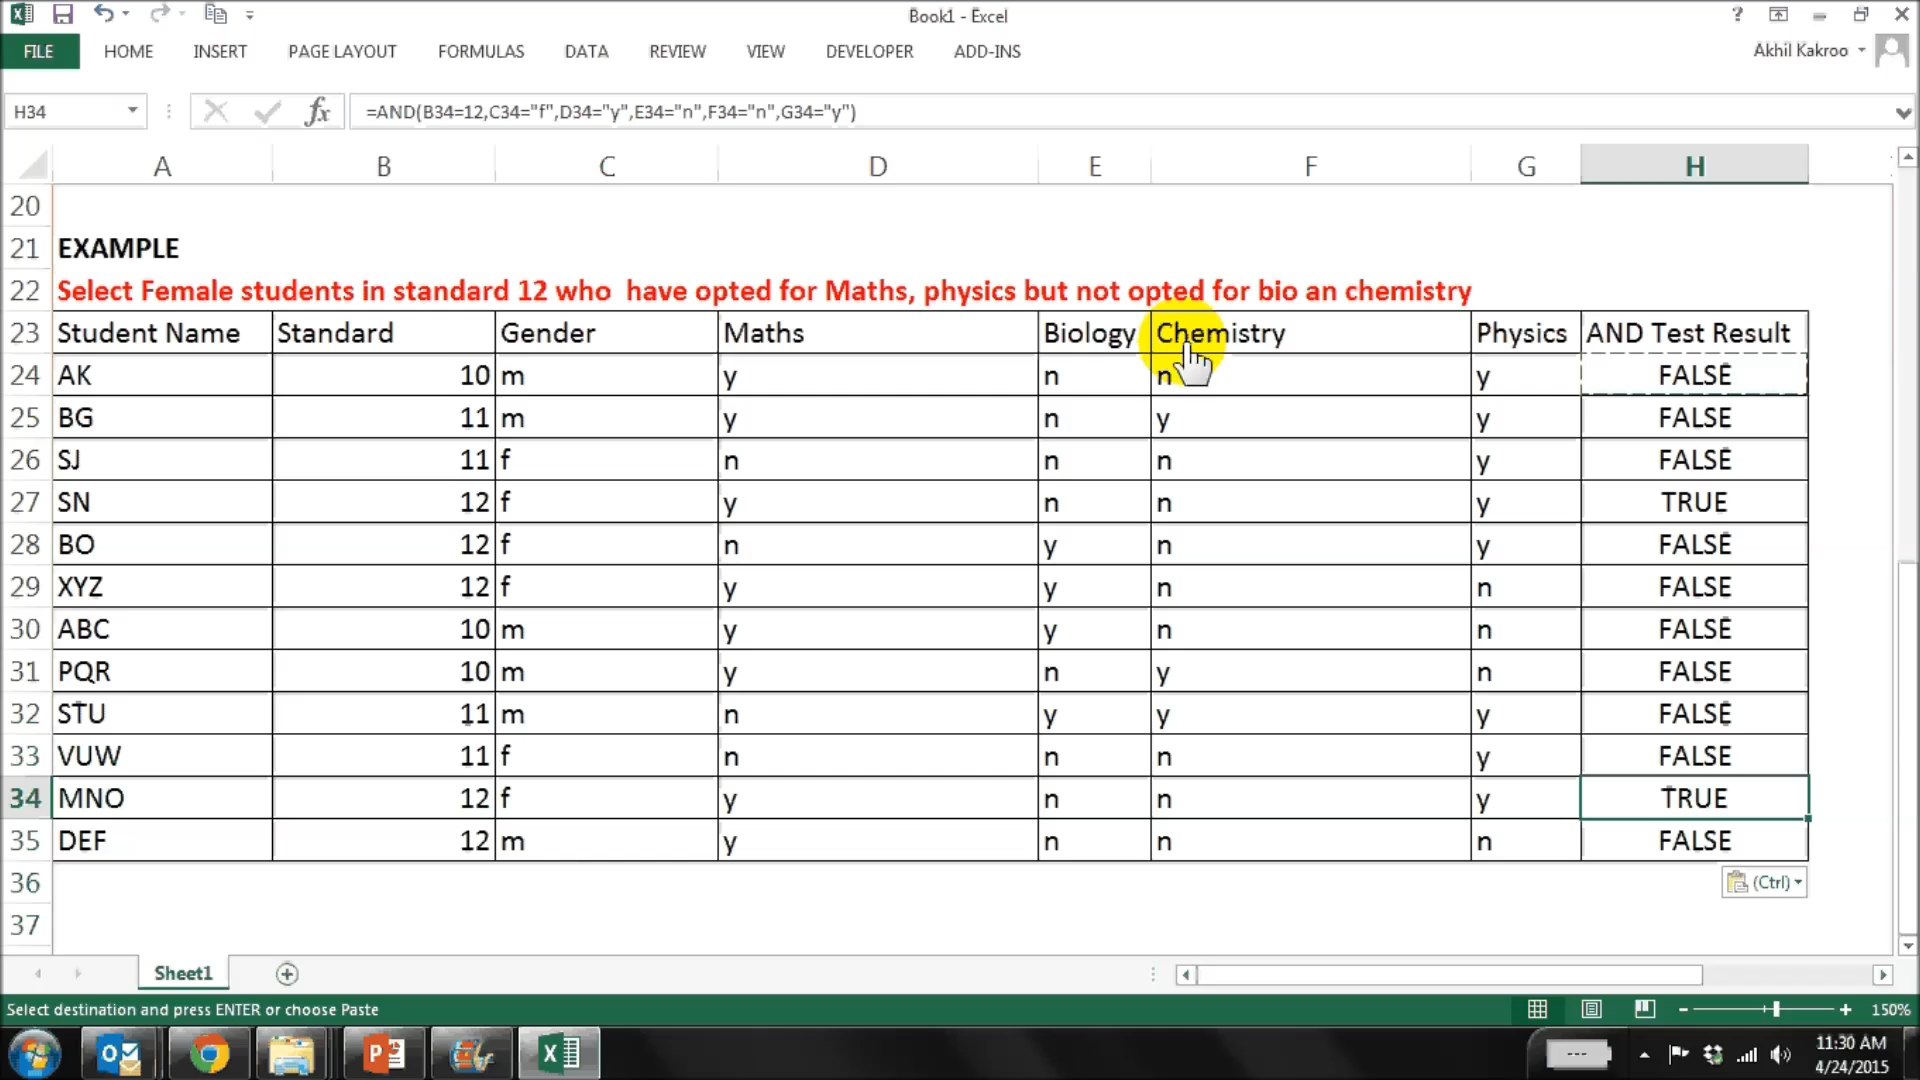 Book1 - Excel
?
FILE HOME INSERT PAGE LAYOUT FORMULAS DATA REVIEW VIEW DEVELOPER ADD-INS Akhil Kakroo
H34 fx =AND(B34=12,C34="f",D34="y",E34="n",F34="n",G34="y")
A B C D E F G H
20
21 EXAMPLE
22 Select Female students in standard 12 who  have opted for Maths, physics but not opted for bio an chemistry
23 Student Name Standard Gender Maths Biology Chemistry Physics AND Test Result
24 AK 10 m y n n y FALSE
25 BG 11 m y n y y FALSE
26 SJ 11 f n n n y FALSE
27 SN 12 f y n n y TRUE
28 BO 12 f n y n y FALSE
29 XYZ 12 f y y n n FALSE
30 ABC 10 m y y n n FALSE
31 PQR 10 m y n y n FALSE
32 STU 11 m n y y y FALSE
33 VUW 11 f n n n y FALSE
34 MNO 12 f y n n y TRUE
35 DEF 12 m y n n n FALSE
36 (Ctrl)
37
Sheet1
Select destination and press ENTER or choose Paste 150%
11:30 AM
4/24/2015